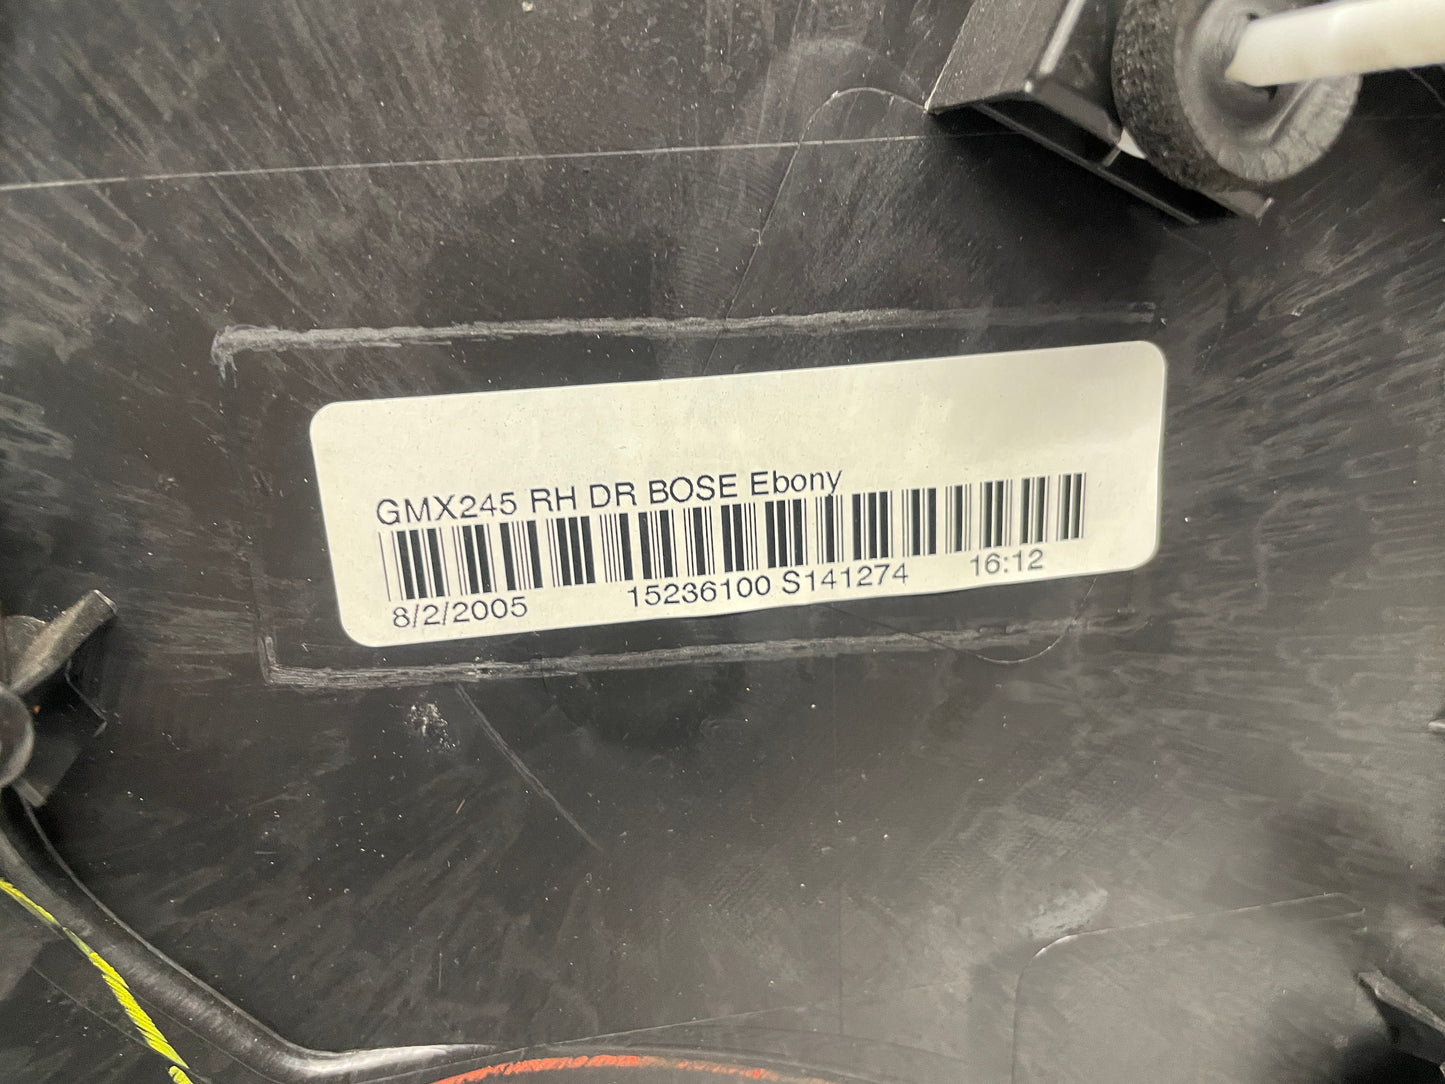 GMX245 RH DR BOSE Ebony
8/2/2005 15236100 S141274 16:12